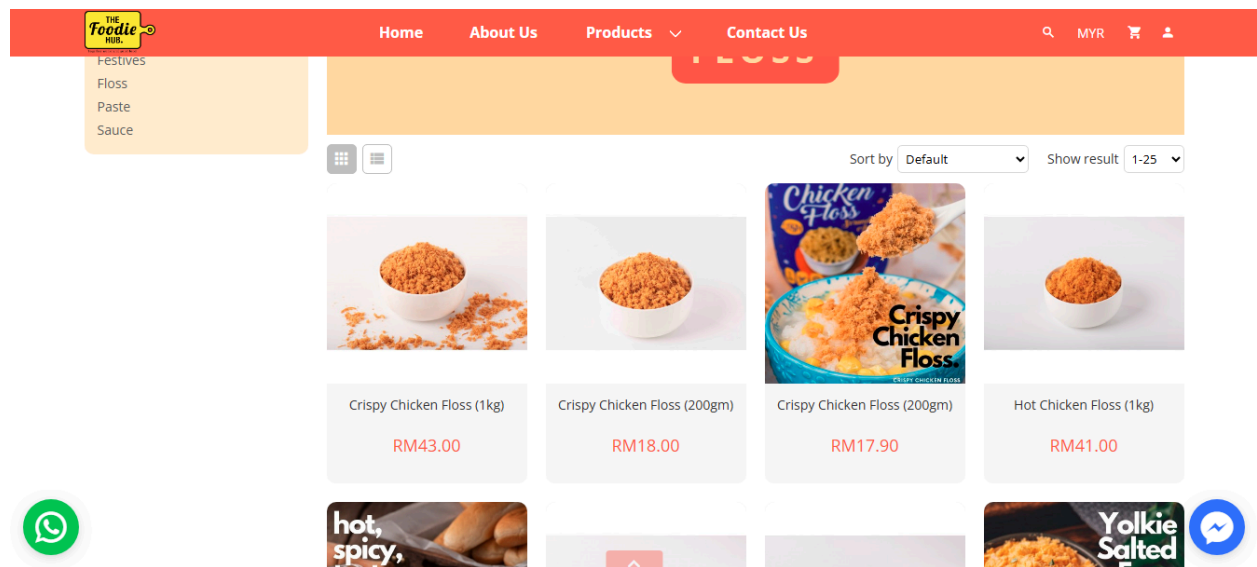 THE
Foodie
HUB.
Home
About Us
Products
Contact Us
MYR
Festives
Floss
Paste
Sauce
FLOSS
Sort by
Default
Show result
1-25
Chicken
Floss
Crispy
Chicken
Floss.
CRISPY CHICKEN FLOSS
Crispy Chicken Floss (1kg)
RM43.00
Crispy Chicken Floss (200gm)
RM18.00
Crispy Chicken Floss (200gm)
RM17.90
Hot Chicken Floss (1kg)
RM41.00
hot,
spicy,
Yolkie
Salted